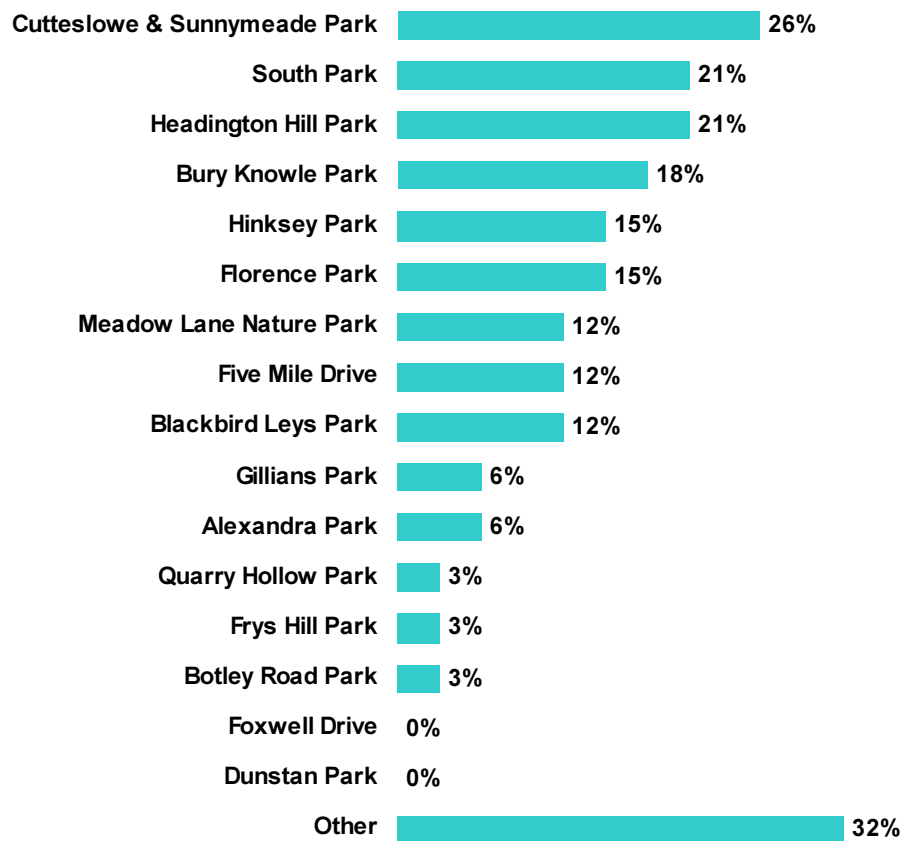 Cutteslowe & Sunnymeade Park 26%
South Park 21%
Headington Hill Park 21%
Bury Knowle Park 18%
Hinksey Park 15%
Florence Park 15%
Meadow Lane Nature Park 12%
Five Mile Drive 12%
Blackbird Leys Park 12%
Gillians Park 6%
Alexandra Park 6%
Quarry Hollow Park 3%
Frys Hill Park 3%
Botley Road Park 3%
Foxwell Drive 0%
Dunstan Park 0%
Other 32%